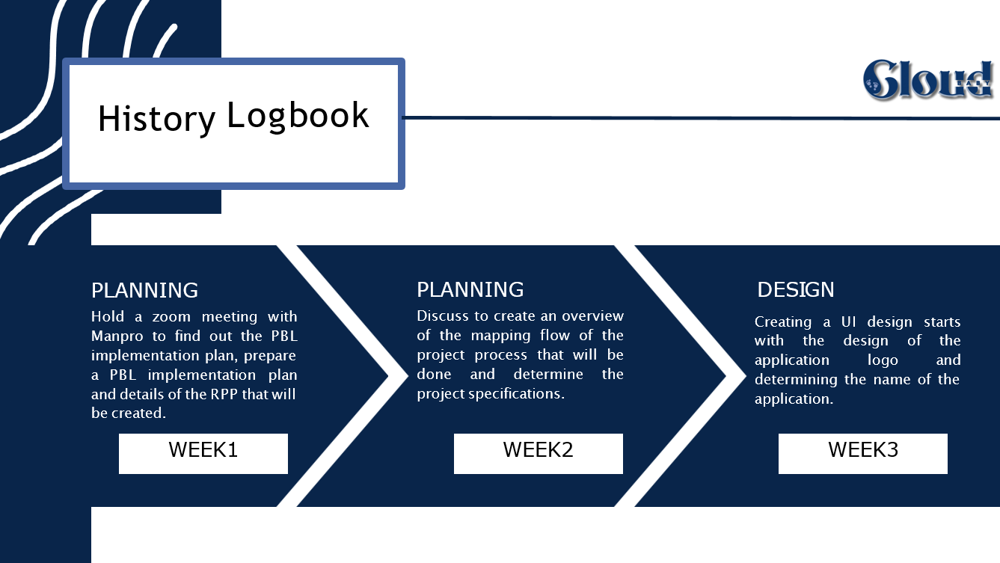 History Logbook
Gloud
PLANNING
Hold a zoom meeting with
Manpro to find out the PBL
implementation plan, prepare
a PBL implementation plan
and details of the RPP that will
be created.
WEEK1
PLANNING
Discuss to create an overview
of the mapping flow of the
project process that will be
done and determine the
project specifications.
WEEK2
DESIGN
Creating a UI design starts
with the design of the
application logo and
determining the name of the
application.
WEEK3